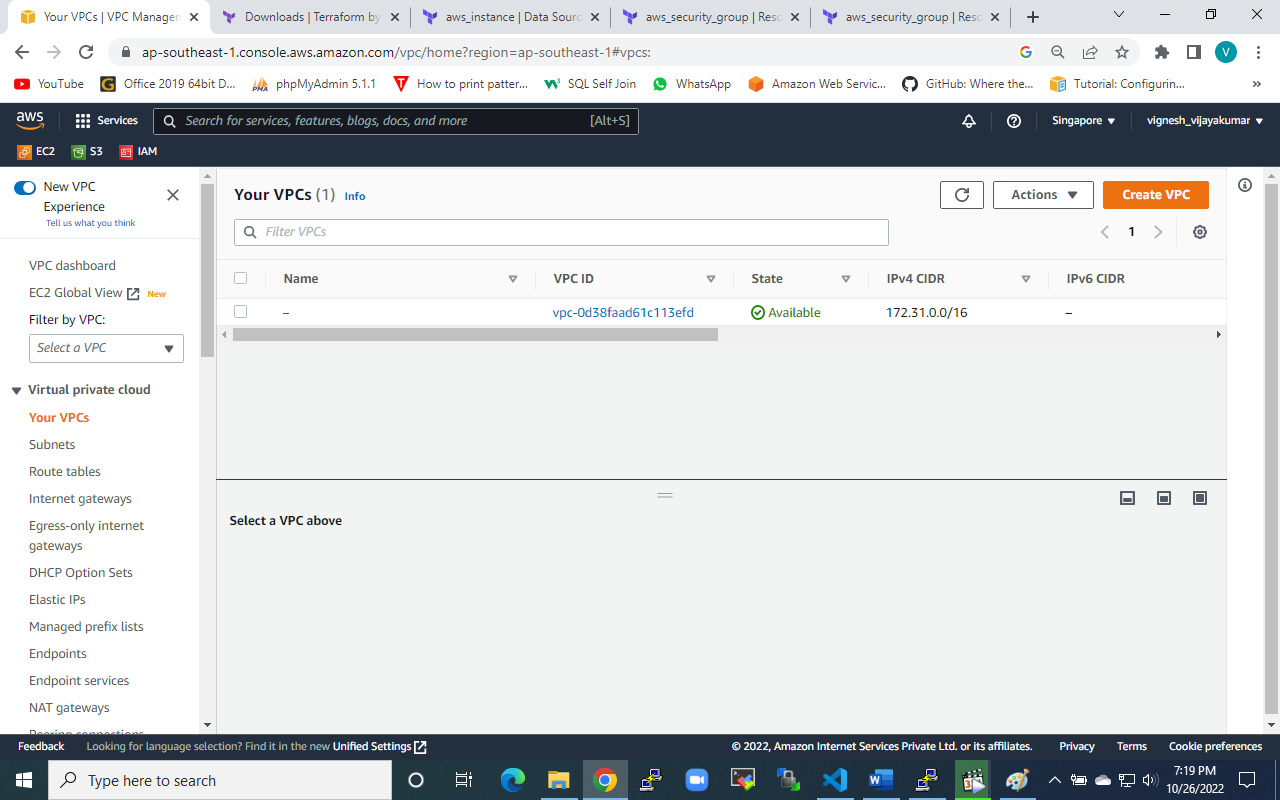 Your VPCs | VPC Managem
Downloads | Terraform by
aws_instance | Data Sourc
aws_security_group | Reso
aws_security_group | Reso
ap-southeast-1.console.aws.amazon.com/vpc/home?region=ap-southeast-1#vpcs:
V
YouTube
Office 2019 64bit D...
phpMyAdmin 5.1.1
How to print patter...
SQL Self Join
WhatsApp
Amazon Web Servic...
GitHub: Where the...
Tutorial: Configurin...
»
aws
Services
Search for services, features, blogs, docs, and more
[Alt+S]
Singapore
vignesh_vijayakumar
EC2
S3
IAM
New VPC
Experience
Tell us what you think
VPC dashboard
EC2 Global View New
Filter by VPC:
Select a VPC
Virtual private cloud
Your VPCs
Subnets
Route tables
Internet gateways
Egress-only internet
gateways
DHCP Option Sets
Elastic IPs
Managed prefix lists
Endpoints
Endpoint services
NAT gateways
Peering connections
Your VPCs (1) Info
Actions
Create VPC
Filter VPCs
1
Name
VPC ID
State
IPv4 CIDR
IPv6 CIDR
–
vpc-0d38faad61c113efd
Available
172.31.0.0/16
–
Select a VPC above
Feedback
Looking for language selection? Find it in the new Unified Settings
© 2022, Amazon Internet Services Private Ltd. or its affiliates.
Privacy
Terms
Cookie preferences
Type here to search
7:19 PM
10/26/2022